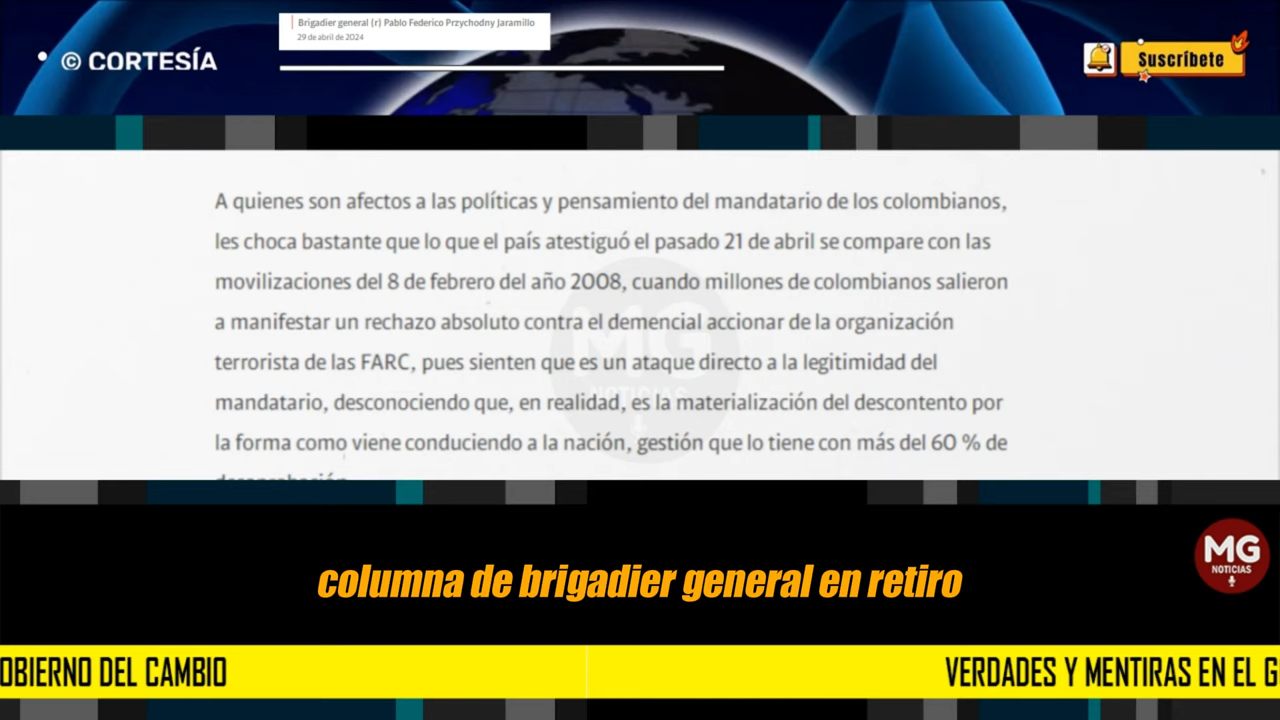 Brigadier general (r) Pablo Federico Przychodny Jaramillo
29 de abril de 2024
© CORTESÍA
Suscríbete
A quienes son afectos a las políticas y pensamiento del mandatario de los colombianos,
les choca bastante que lo que el país atestiguó el pasado 21 de abril se compare con las
movilizaciones del 8 de febrero del año 2008, cuando millones de colombianos salieron
a manifestar un rechazo absoluto contra el demencial accionar de la organización
terrorista de las FARC, pues sienten que es un ataque directo a la legitimidad del
mandatario, desconociendo que, en realidad, es la materialización del descontento por
la forma como viene conduciendo a la nación, gestión que lo tiene con más del 60 % de
MG
NOTICIAS
columna de brigadier general en retiro
MG
NOTICIAS
OBIERNO DEL CAMBIO
VERDADES Y MENTIRAS EN EL G